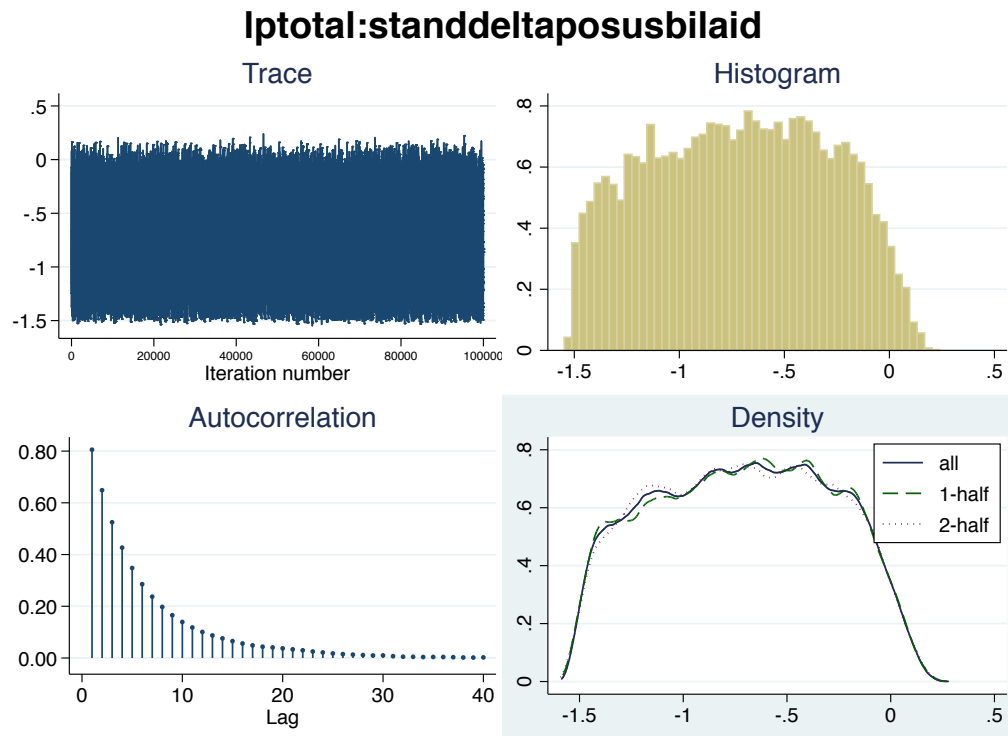 lptotal:standdeltaposusbilaid
Trace
.5
0
-.5
-1
-1.5
0 20000 40000 60000 80000 100000
Iteration number
Histogram
.8
.6
.4
.2
0
-1.5 -1 -.5 0 .5
Autocorrelation
0.80
0.60
0.40
0.20
0.00
0 10 20 30 40
Lag
Density
.8
.6
.4
.2
0
-1.5 -1 -.5 0 .5
all
1-half
2-half